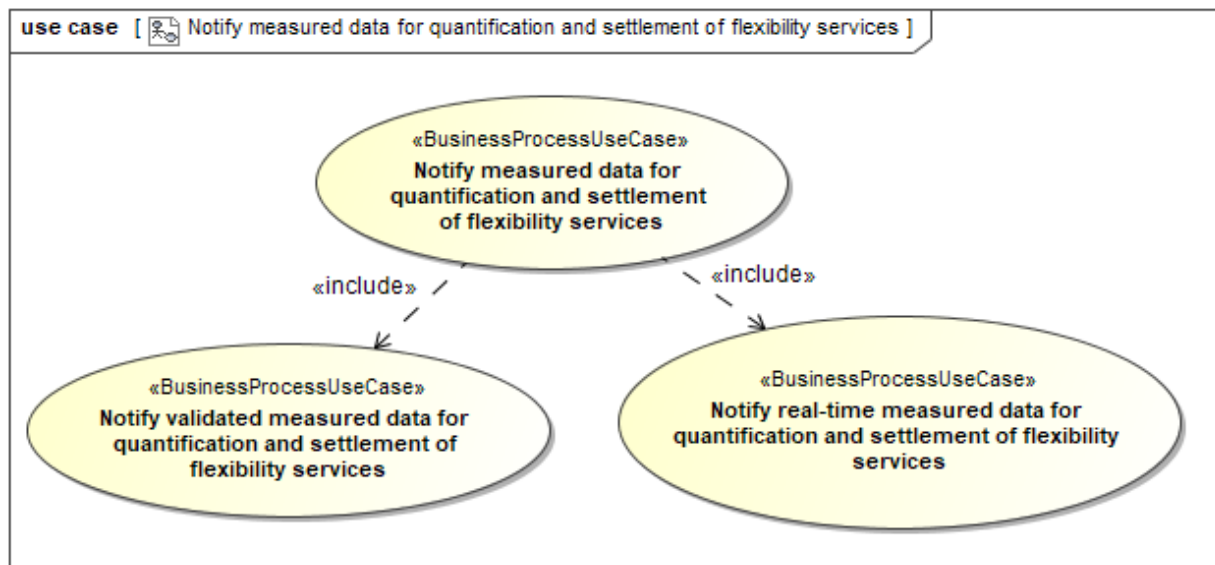 use case [ Notify measured data for quantification and settlement of flexibility services ]
«BusinessProcessUseCase»
Notify measured data for
quantification and settlement
of flexibility services
«include»
«include»
«BusinessProcessUseCase»
Notify validated measured data for
quantification and settlement of
flexibility services
«BusinessProcessUseCase»
Notify real-time measured data for
quantification and settlement of flexibility
services